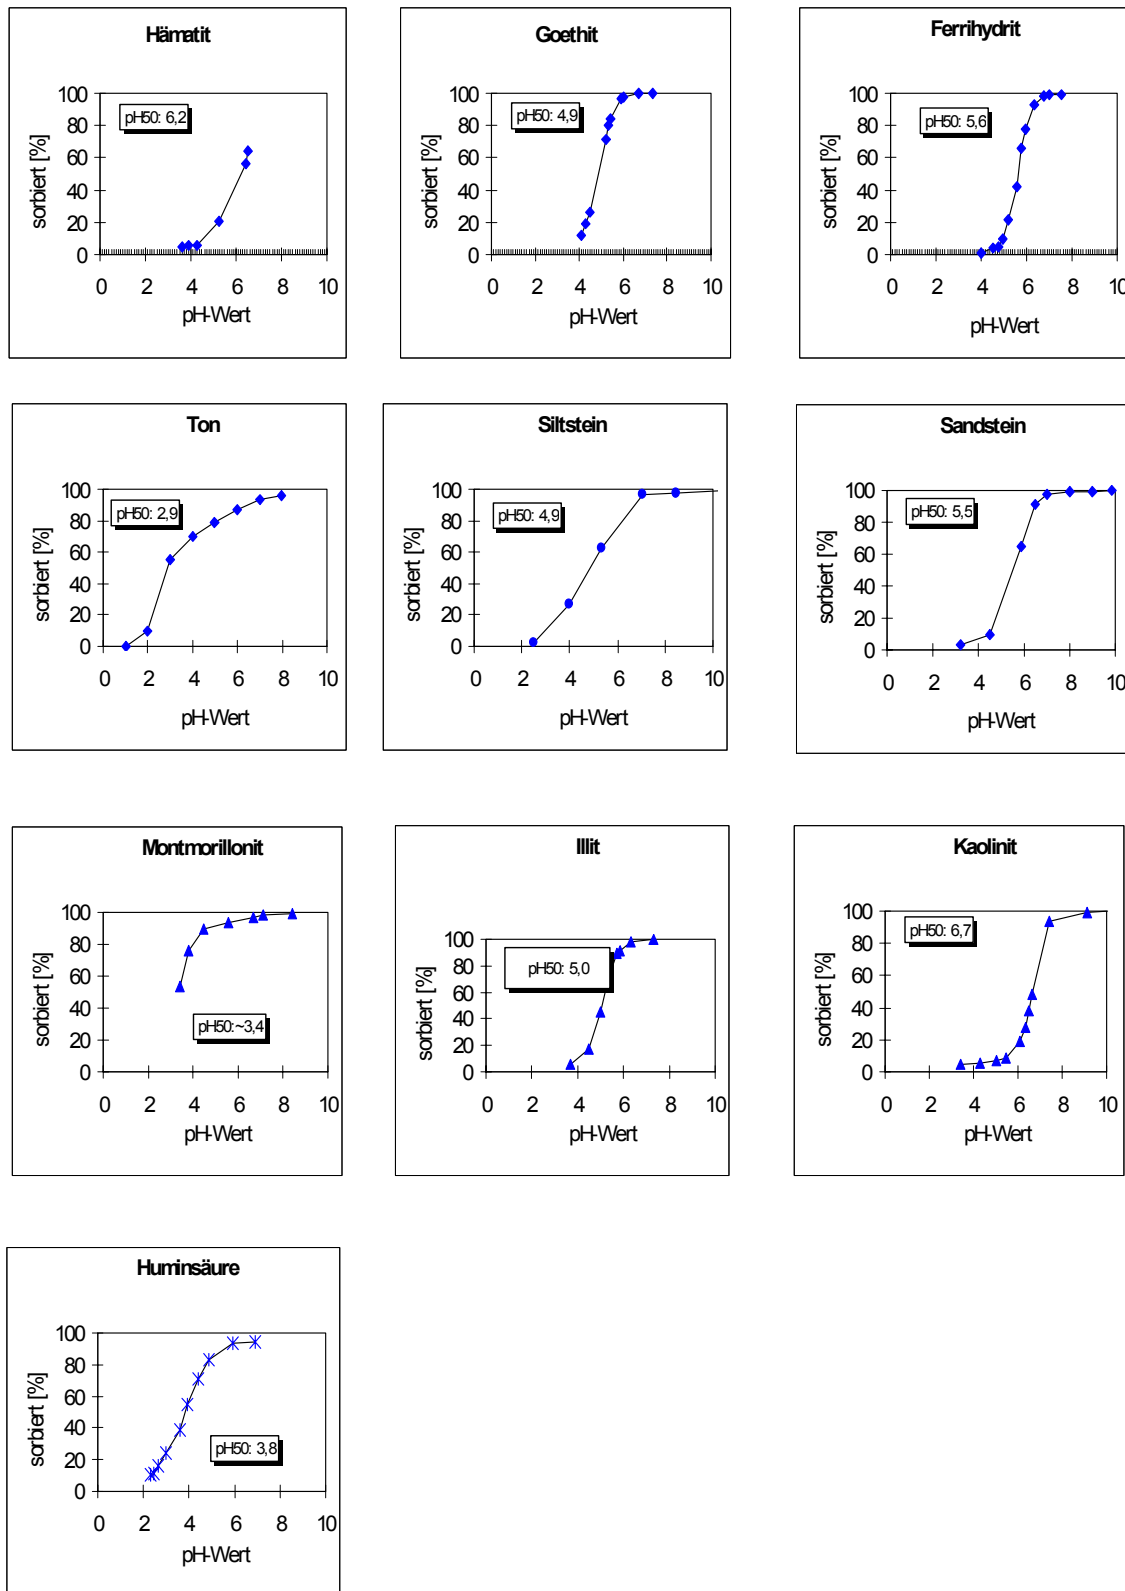 Hämatit
pH50: 6,2
sorbiert [%]
100
80
60
40
20
0
0 2 4 6 8 10
pH-Wert
Goethit
pH50: 4,9
sorbiert [%]
100
80
60
40
20
0
0 2 4 6 8 10
pH-Wert
Ferrihydrit
pH50: 5,6
sorbiert [%]
100
80
60
40
20
0
0 2 4 6 8 10
pH-Wert
Ton
pH50: 2,9
sorbiert [%]
100
80
60
40
20
0
0 2 4 6 8 10
pH-Wert
Siltstein
pH50: 4,9
sorbiert [%]
100
80
60
40
20
0
0 2 4 6 8 10
pH-Wert
Sandstein
pH50: 5,5
sorbiert [%]
100
80
60
40
20
0
0 2 4 6 8 10
pH-Wert
Montmorillonit
pH50:~3,4
sorbiert [%]
100
80
60
40
20
0
0 2 4 6 8 10
pH-Wert
Illit
pH50: 5,0
sorbiert [%]
100
80
60
40
20
0
0 2 4 6 8 10
pH-Wert
Kaolinit
pH50: 6,7
sorbiert [%]
100
80
60
40
20
0
0 2 4 6 8 10
pH-Wert
Huminsäure
pH50: 3,8
sorbiert [%]
100
80
60
40
20
0
0 2 4 6 8 10
pH-Wert